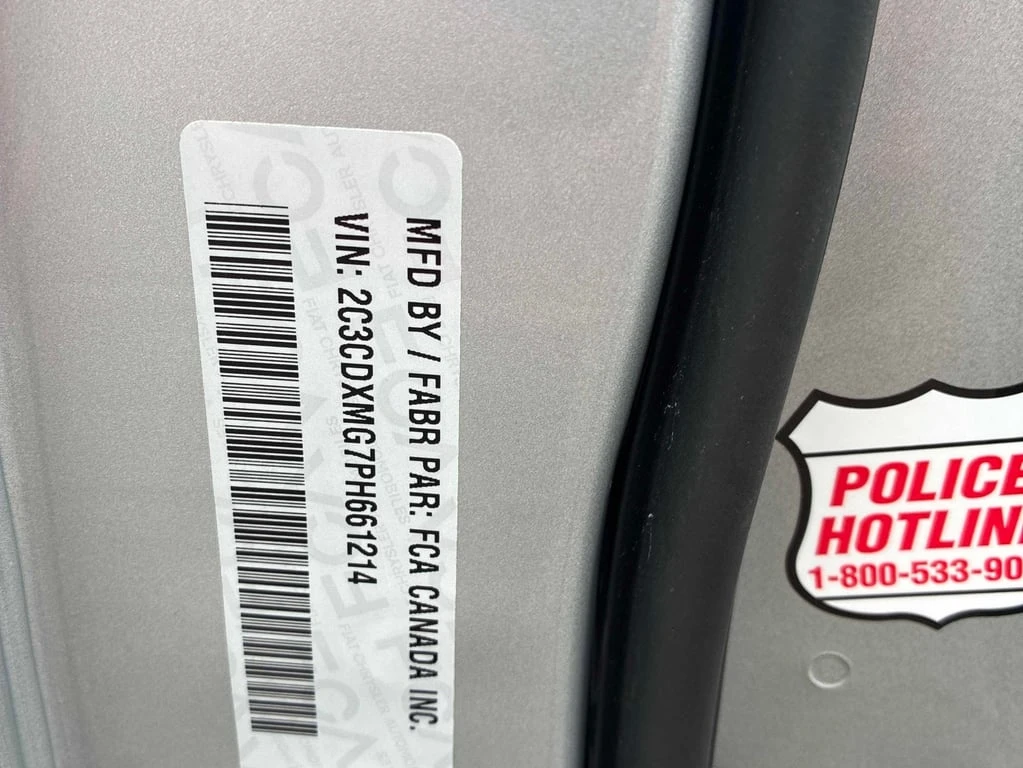 MFD BY / FABR PAR: FCA CANADA INC.
VIN: 2C3CDXMG7PH661214
POLICE
HOTLIN
1-800-533-90